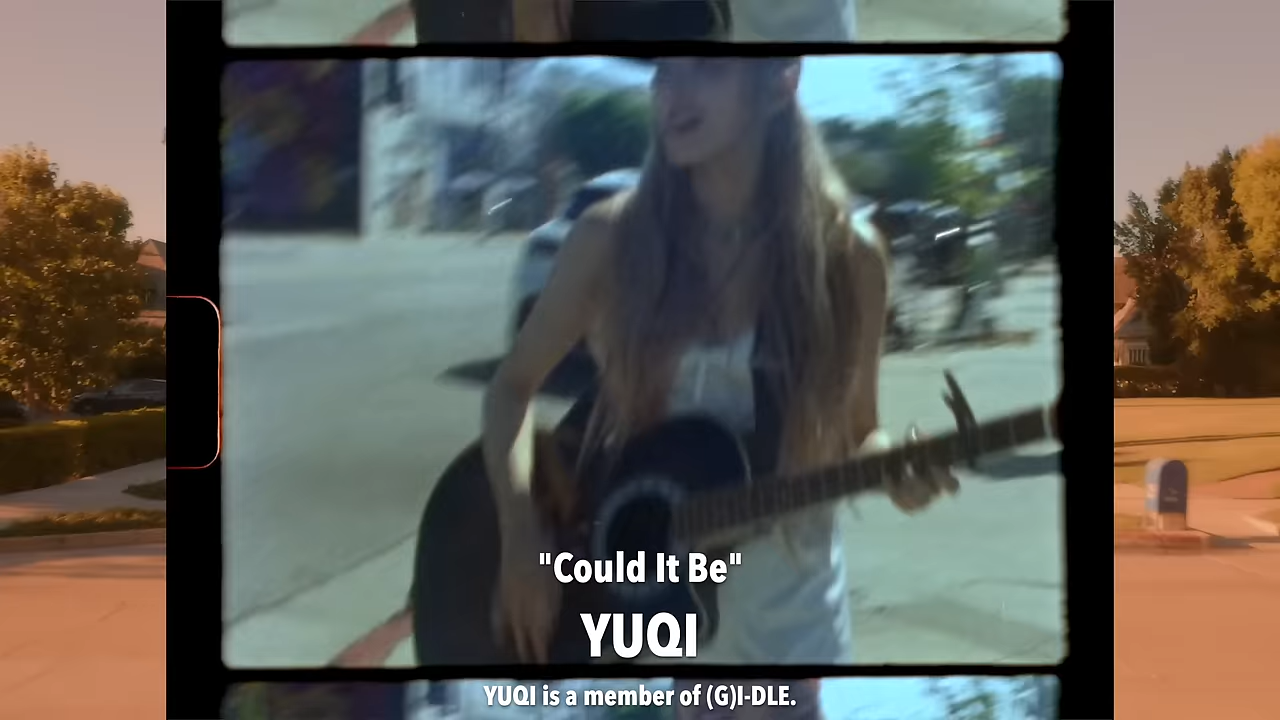 "Could It Be"
YUQI
YUQI is a member of (G)I-DLE.